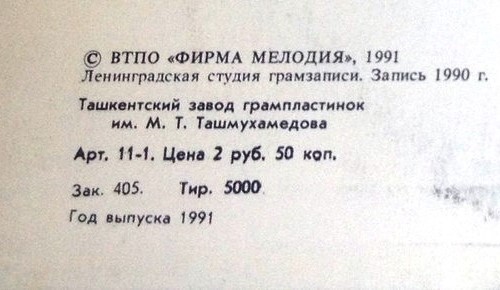 © ВТПО «ФИРМА МЕЛОДИЯ», 1991
Ленинградская студия грамзаписи. Запись 1990 г.
Ташкентский завод грампластинок
им. М. Т. Ташмухамедова
Арт. 11-1. Цена 2 руб. 50 коп.
Зак. 405. Тир. 5000
Год выпуска 1991